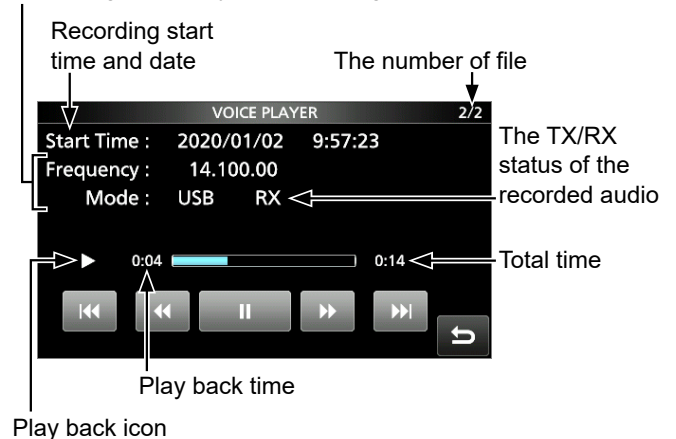 Recording start
time and date
The number of file
VOICE PLAYER 2/2
Start Time : 2020/01/02 9:57:23
Frequency : 14.100.00
Mode : USB RX
The TX/RX
status of the
recorded audio
0:04 0:14
Total time
Play back time
Play back icon